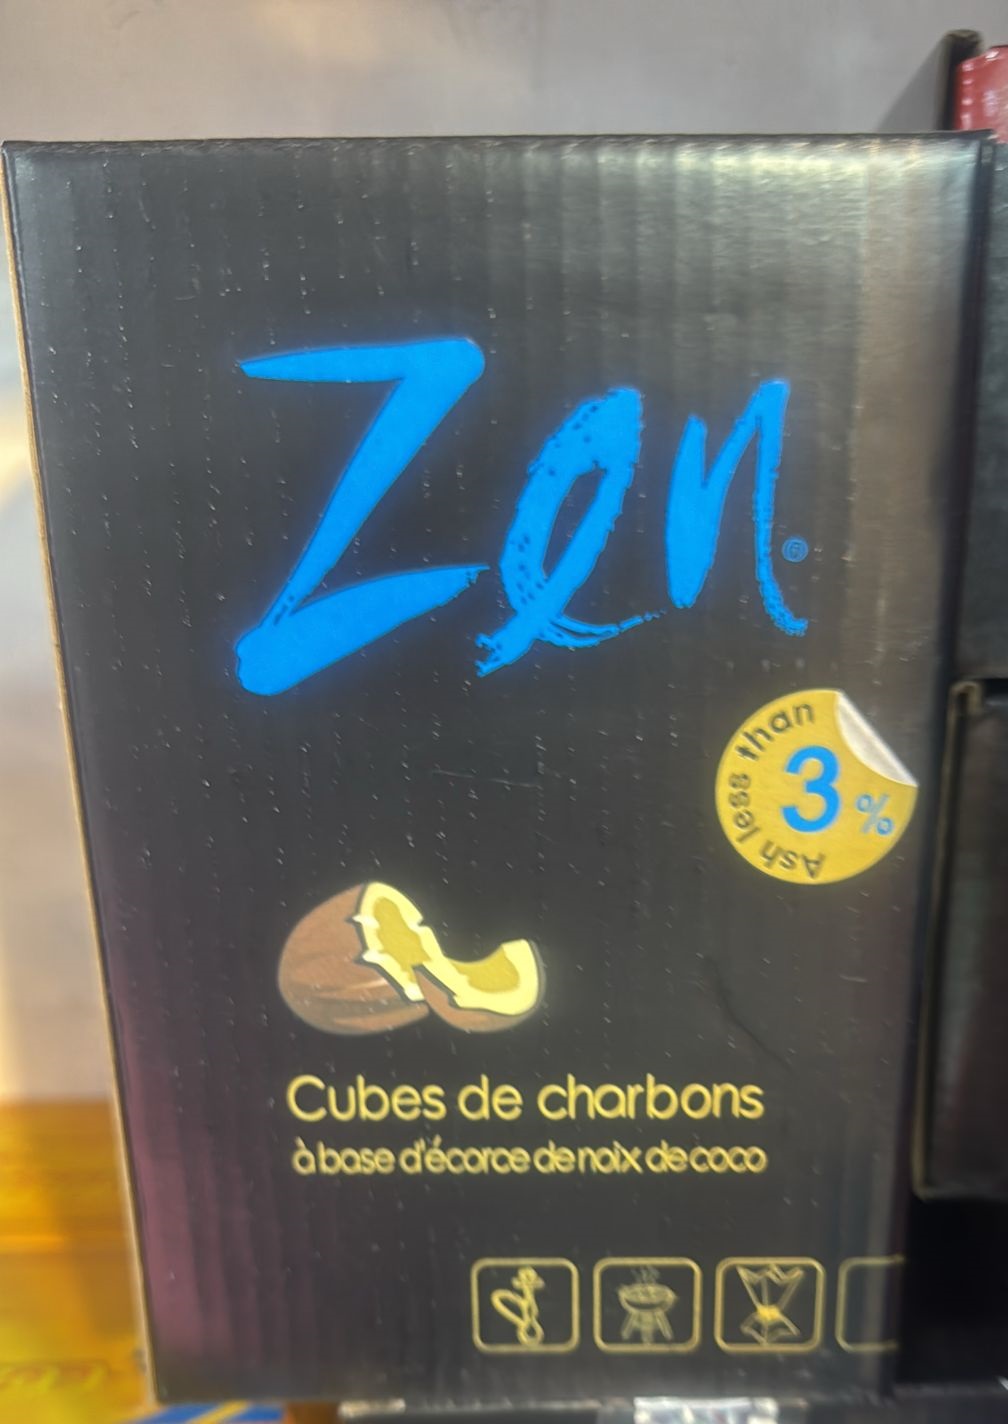 Zen
Ash less than
3%
Cubes de charbons
à base d'écorce de noix de coco